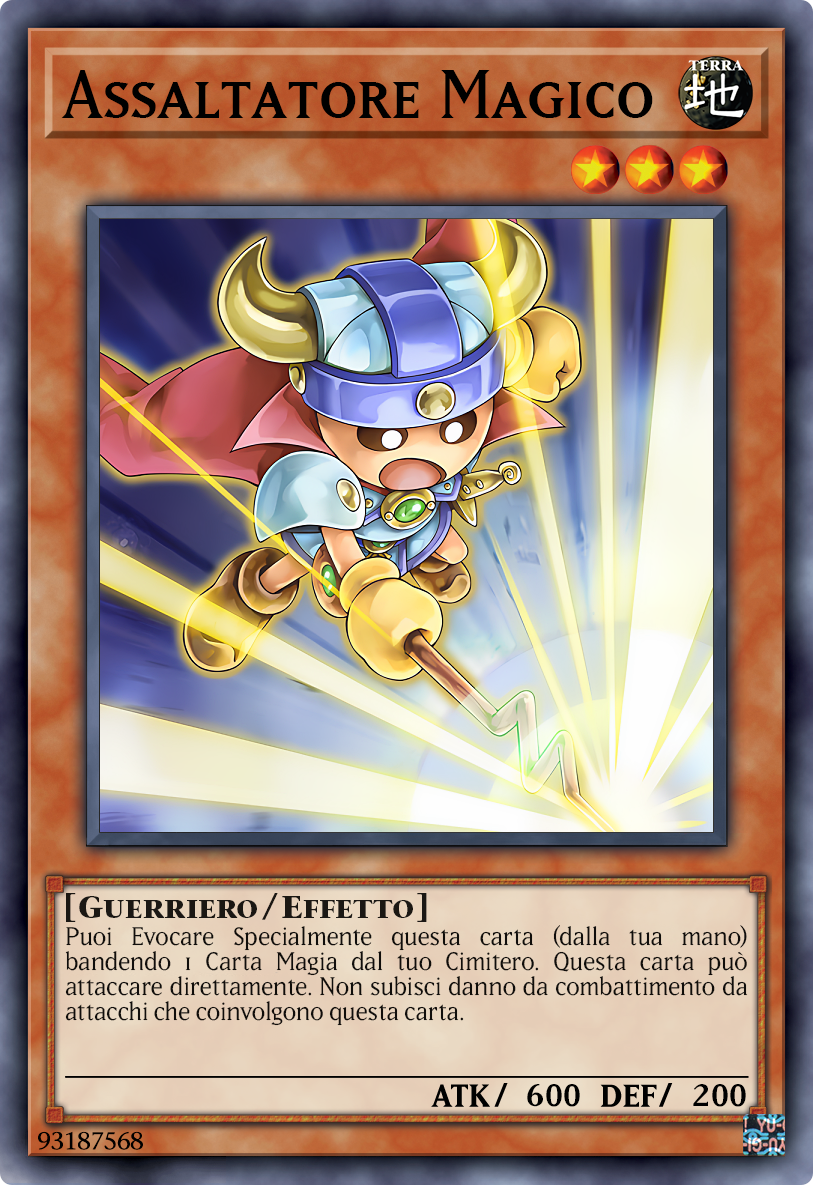 Assaltatore Magico
TERRA
地
[Guerriero/Effetto]
Puoi Evocare Specialmente questa carta (dalla tua mano)
bandendo 1 Carta Magia dal tuo Cimitero. Questa carta può
attaccare direttamente. Non subisci danno da combattimento da
attacchi che coinvolgono questa carta.
ATK/ 600 DEF/ 200
93187568